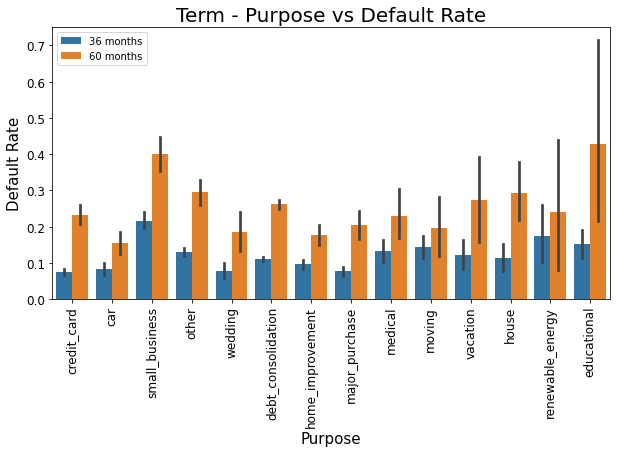 Term - Purpose vs Default Rate
36 months
60 months
Default Rate
0.7
0.6
0.5
0.4
0.3
0.2
0.1
0.0
credit_card
car
small_business
other
wedding
debt_consolidation
home_improvement
major_purchase
medical
moving
vacation
house
renewable_energy
educational
Purpose